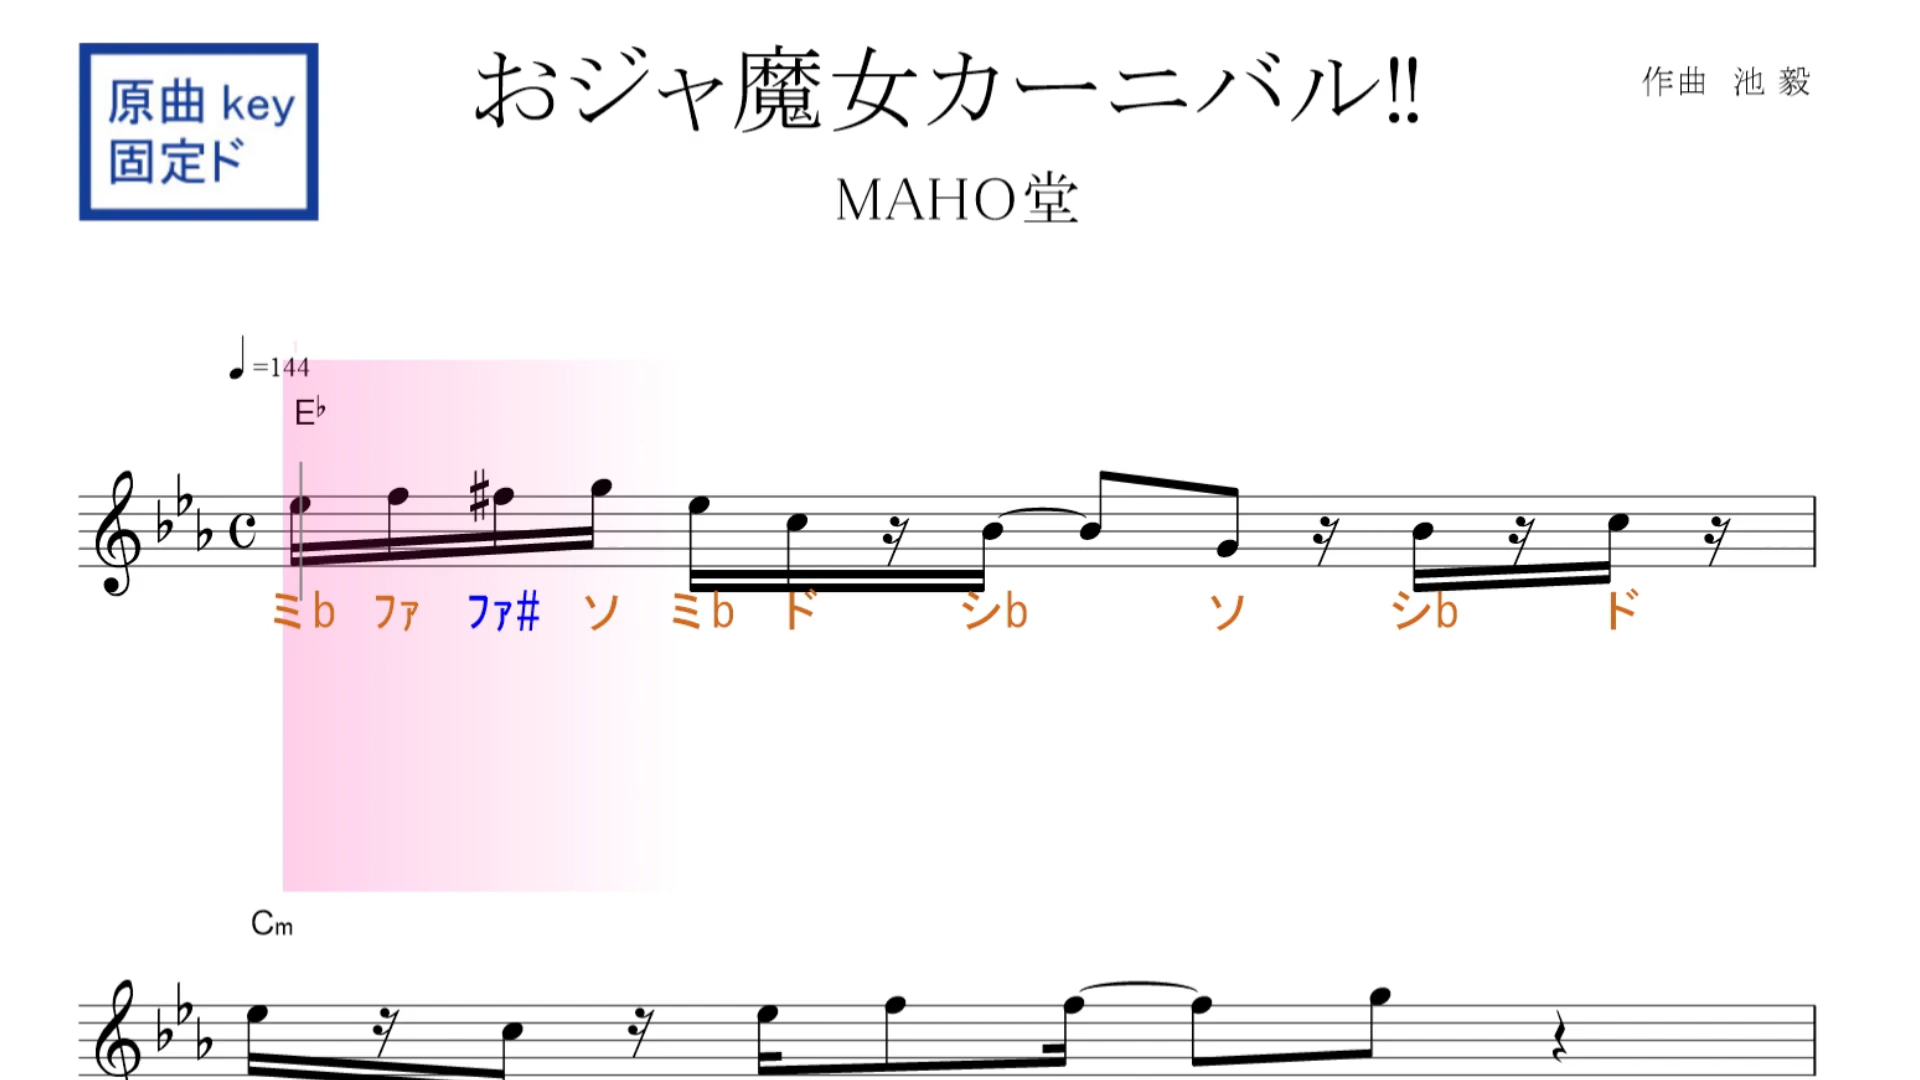 原曲 key
固定ド
おジャ魔女カーニバル!!
作曲 池 毅
MAHO堂
=144
E♭
ミb ファ ファ# ソ ミb ド シb ソ シb ド
Cm